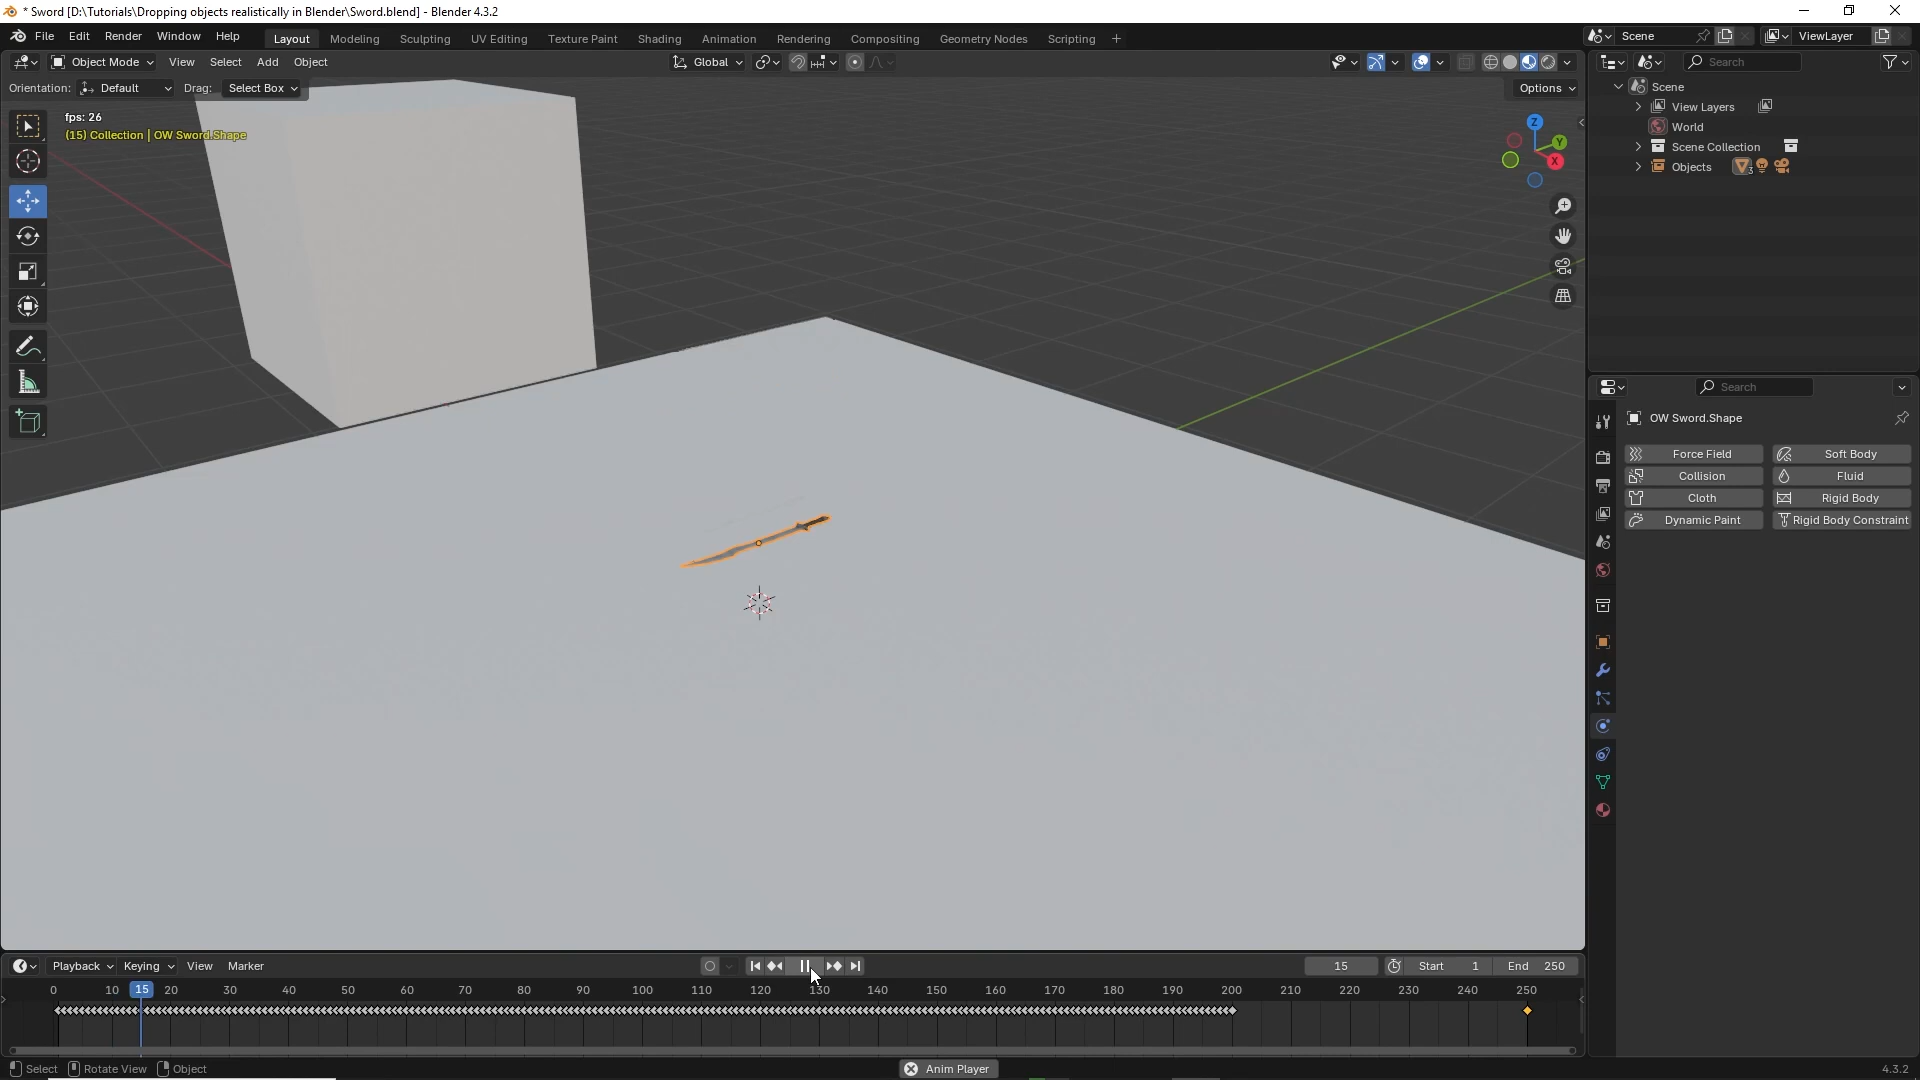 * Sword [D:\Tutorials\Dropping objects realistically in Blender\Sword.blend] - Blender 4.3.2
File Edit Render Window Help Layout Modeling Sculpting UV Editing Texture Paint Shading Animation Rendering Compositing Geometry Nodes Scripting + Scene ViewLayer
Object Mode View Select Add Object Global Search
Orientation: Default Drag: Select Box Options
Scene
View Layers
World
Scene Collection
Objects 3
fps: 26
(15) Collection | OW Sword.Shape
Z
Y
X
Search
OW Sword.Shape
Force Field Soft Body
Collision Fluid
Cloth Rigid Body
Dynamic Paint Rigid Body Constraint
Playback Keying View Marker 15 Start 1 End 250
0 10 15 20 30 40 50 60 70 80 90 100 110 120 130 140 150 160 170 180 190 200 210 220 230 240 250
Select Rotate View Object Anim Player 4.3.2